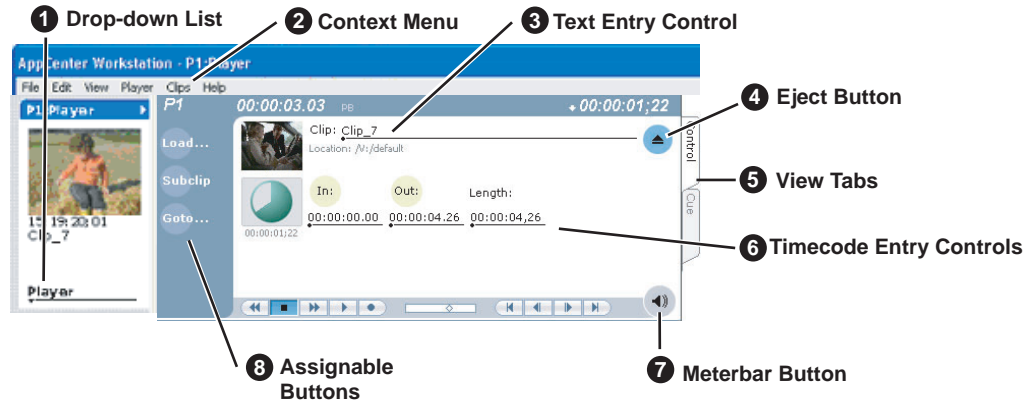 1 Drop-down List
2 Context Menu
3 Text Entry Control
AppCenter Workstation - P1:Player
File Edit View Player Clips Help
P1:Player
P1 00:00:03.03 PB + 00:00:01;22
4 Eject Button
Load...
Clip: Clip_7
Location: /V:/default
Control
5 View Tabs
Subclip
In: Out: Length:
Cue
Goto...
00:00:00.00 00:00:04.26 00:00:04,26
00:00:01;22
19:20:01
Clip_7
6 Timecode Entry Controls
Player
7 Meterbar Button
8 Assignable
Buttons